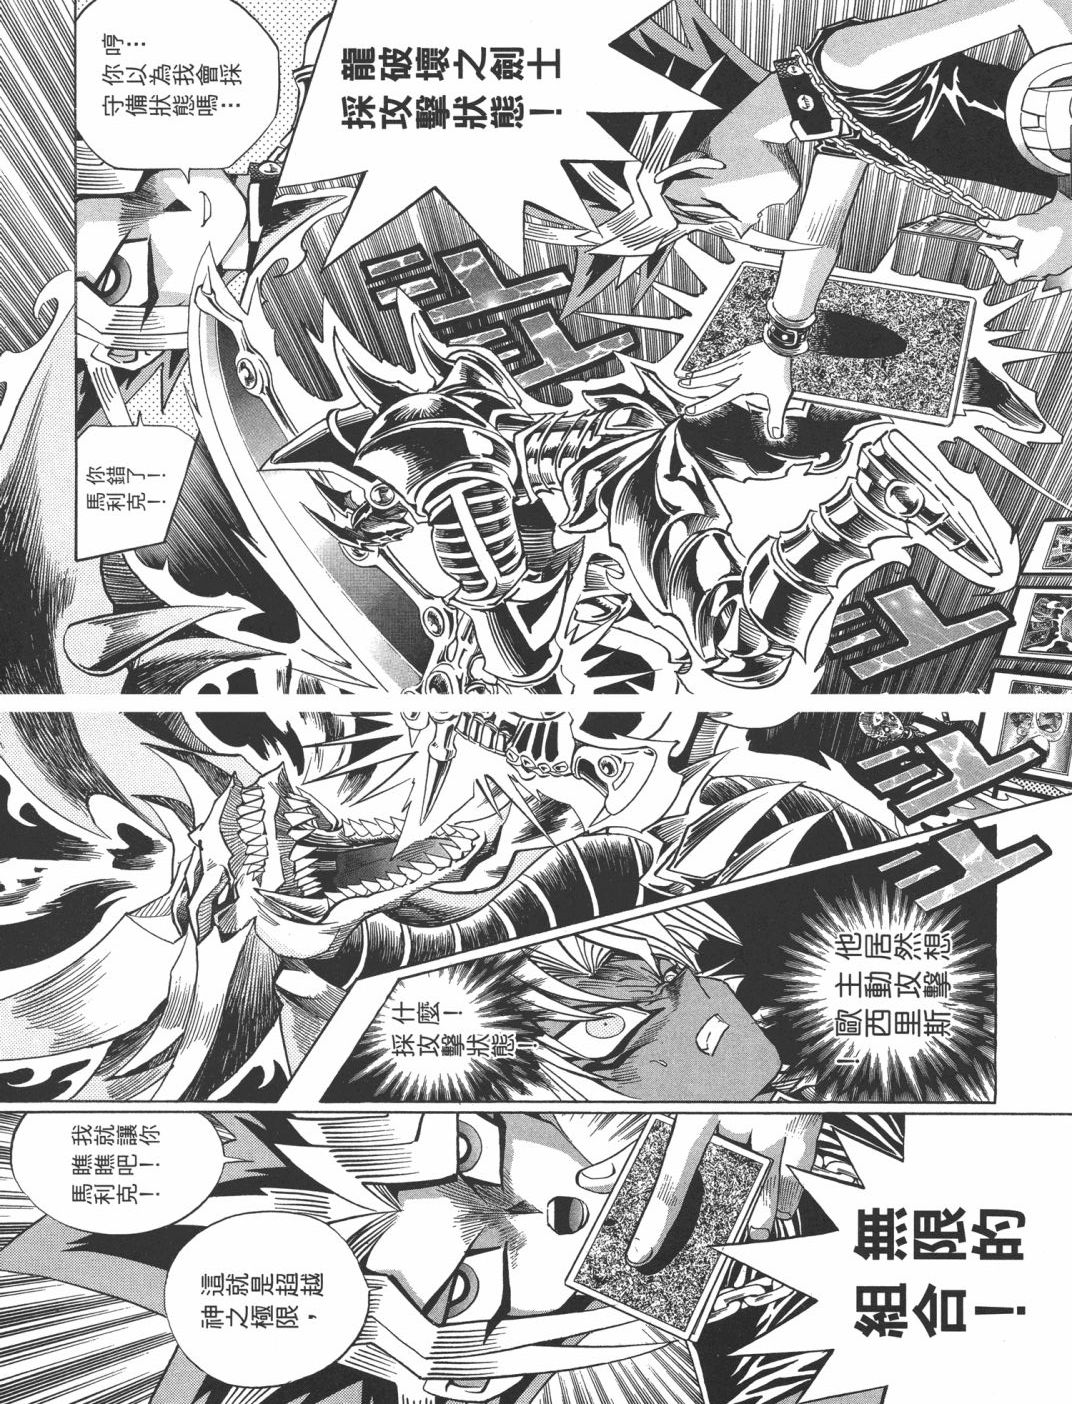 哼…
你以為我會採
守備狀態嗎…
你錯了！
馬利克！
龍破壞之劍士
採攻擊狀態！
什麼！
採攻擊狀態！
他居然想
主動攻擊
歐西里斯
！
我就讓你
瞧瞧吧！
馬利克！
這就是超越
神之極限，
無限的
組合！